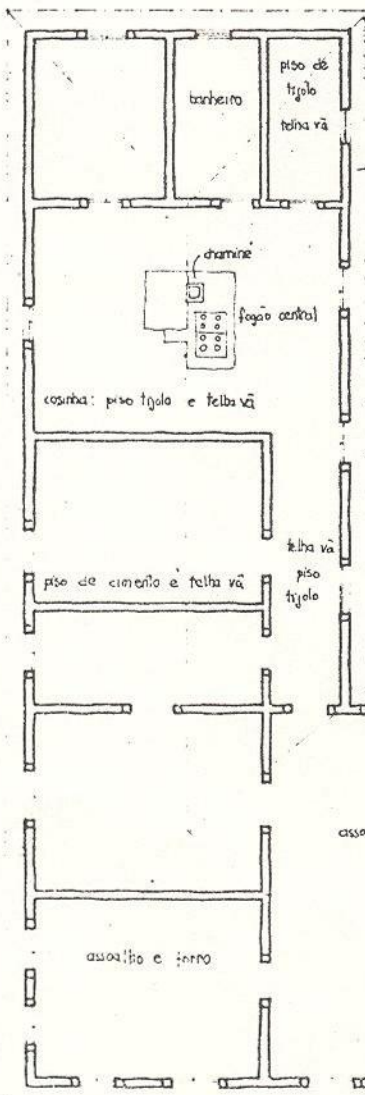 piso de
tijolo
telha vã
banheiro
chaminé
fogão central
cosinha: piso tijolo e telha vã
telha vã
piso
tijolo
piso de cimento e telha vã
asso
assoalho e forro